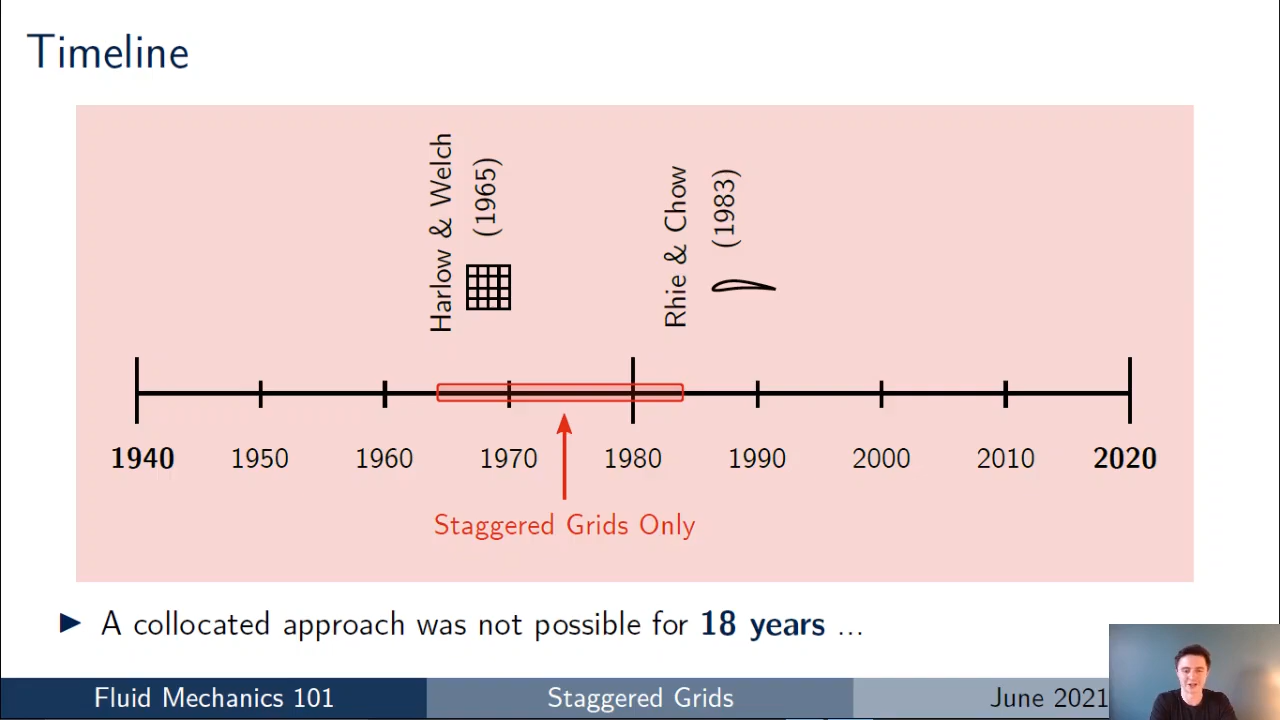 Timeline
Harlow & Welch
(1965)
Rhie & Chow
(1983)
1940 1950 1960 1970 1980 1990 2000 2010 2020
Staggered Grids Only
► A collocated approach was not possible for 18 years ...
Fluid Mechanics 101 Staggered Grids June 2021